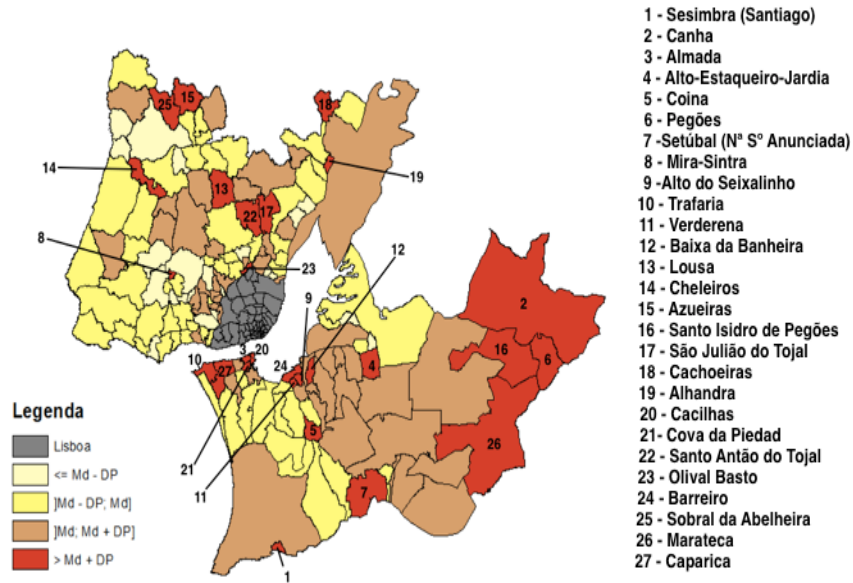 1 - Sesimbra (Santiago)
2 - Canha
3 - Almada
4 - Alto-Estaqueiro-Jardia
5 - Coina
6 - Pegões
7 -Setúbal (Nª Sº Anunciada)
8 - Mira-Sintra
9 -Alto do Seixalinho
10 - Trafaria
11 - Verderena
12 - Baixa da Banheira
13 - Lousa
14 - Cheleiros
15 - Azueiras
16 - Santo Isidro de Pegões
17 - São Julião do Tojal
18 - Cachoeiras
19 - Alhandra
20 - Cacilhas
21- Cova da Piedad
22 - Santo Antão do Tojal
23 - Olival Basto
24 - Barreiro
25 - Sobral da Abelheira
26 - Marateca
27 - Caparica
25
15
18
14
19
13
22
17
8
23
12
9
2
10
3
20
24
27
4
16
6
5
26
21
11
7
1
Legenda
Lisboa
<= Md - DP
]Md - DP; Md]
]Md; Md + DP]
> Md + DP